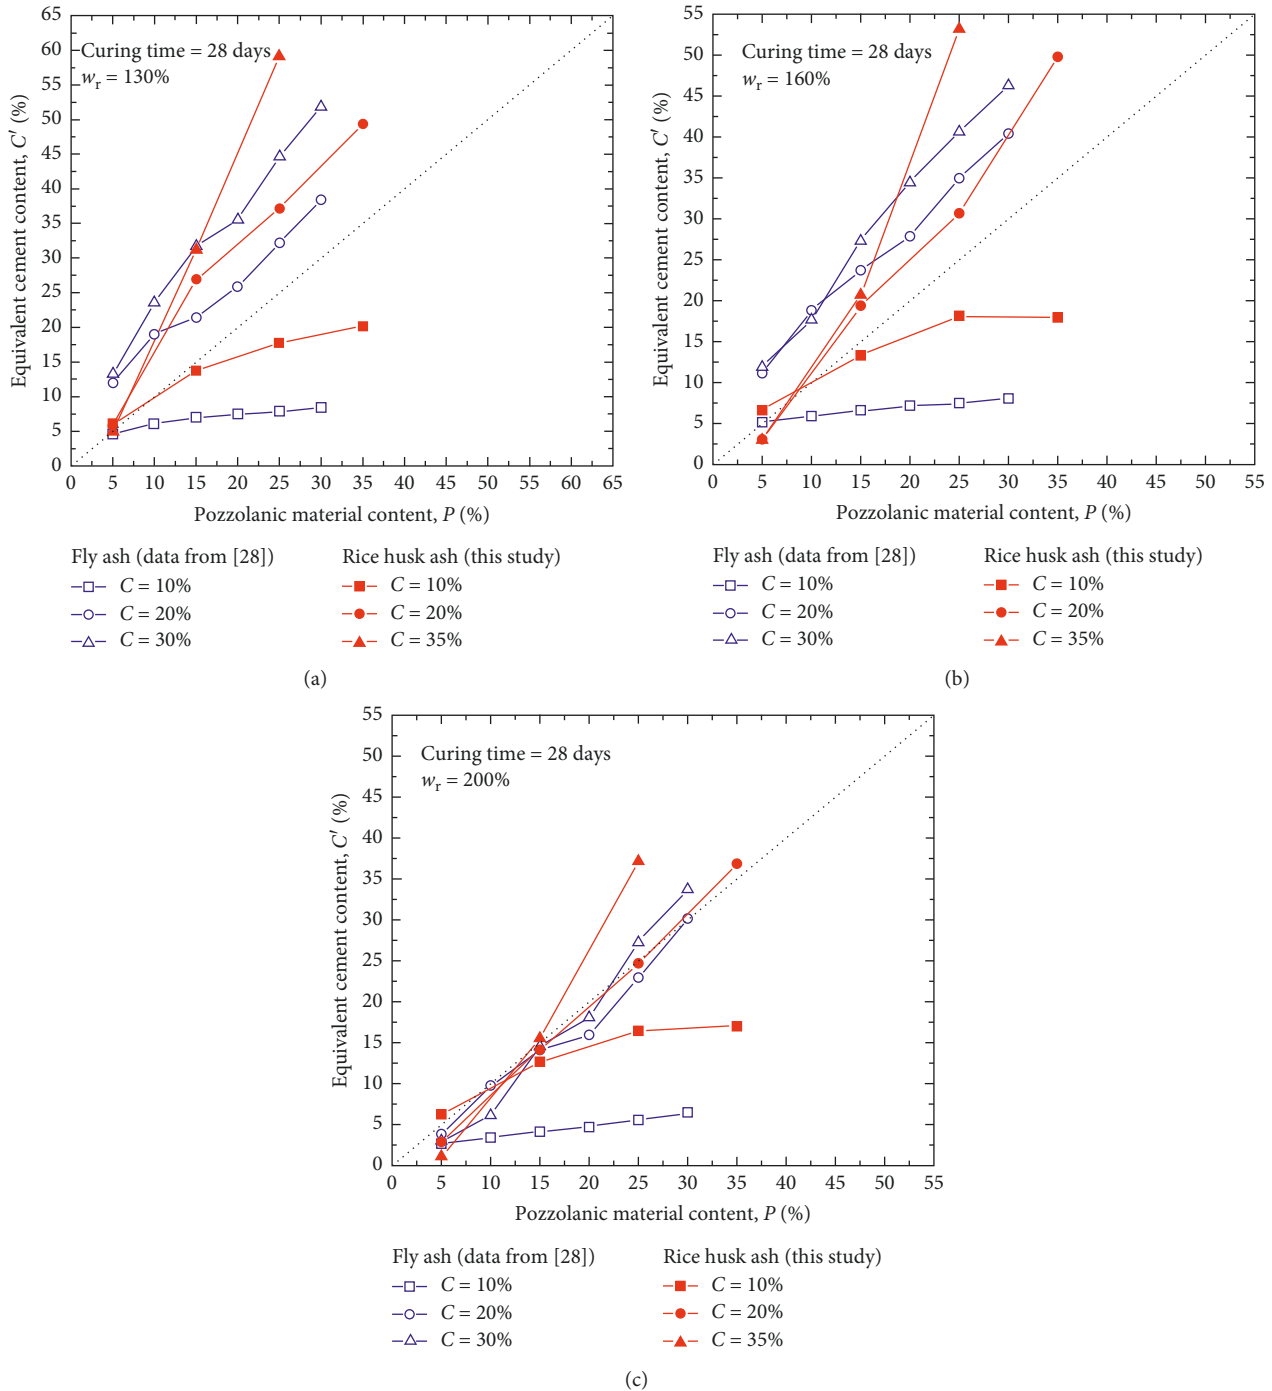 65
60
55
50
45
40
35
30
25
20
15
10
5
0
Equivalent cement content, C′ (%)
Curing time = 28 days
wr = 130%
0 5 10 15 20 25 30 35 40 45 50 55 60 65
Pozzolanic material content, P (%)
Fly ash (data from [28])
C = 10%
C = 20%
C = 30%
Rice husk ash (this study)
C = 10%
C = 20%
C = 35%
(a)
55
50
45
40
35
30
25
20
15
10
5
0
Equivalent cement content, C′ (%)
Curing time = 28 days
wr = 160%
0 5 10 15 20 25 30 35 40 45 50 55
Pozzolanic material content, P (%)
Fly ash (data from [28])
C = 10%
C = 20%
C = 30%
Rice husk ash (this study)
C = 10%
C = 20%
C = 35%
(b)
55
50
45
40
35
30
25
20
15
10
5
0
Equivalent cement content, C′ (%)
Curing time = 28 days
wr = 200%
0 5 10 15 20 25 30 35 40 45 50 55
Pozzolanic material content, P (%)
Fly ash (data from [28])
C = 10%
C = 20%
C = 30%
Rice husk ash (this study)
C = 10%
C = 20%
C = 35%
(c)